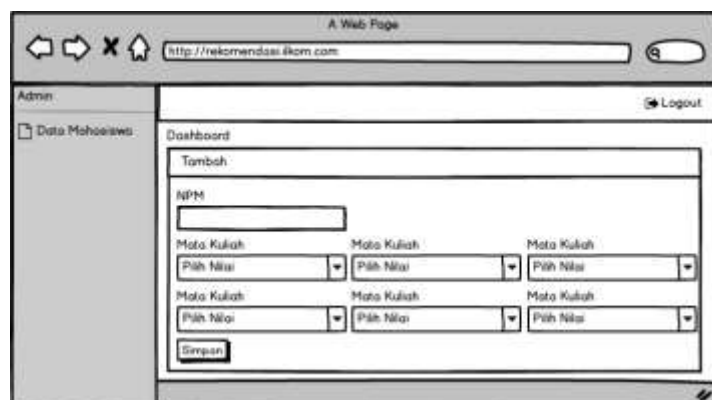 A Web Page
http://rekomendasi.ilkom.com
Admin
Logout
Data Mahasiswa
Dashboard
Tambah
NPM
Mata Kuliah Mata Kuliah Mata Kuliah
Pilih Nilai Pilih Nilai Pilih Nilai
Mata Kuliah Mata Kuliah Mata Kuliah
Pilih Nilai Pilih Nilai Pilih Nilai
Simpan